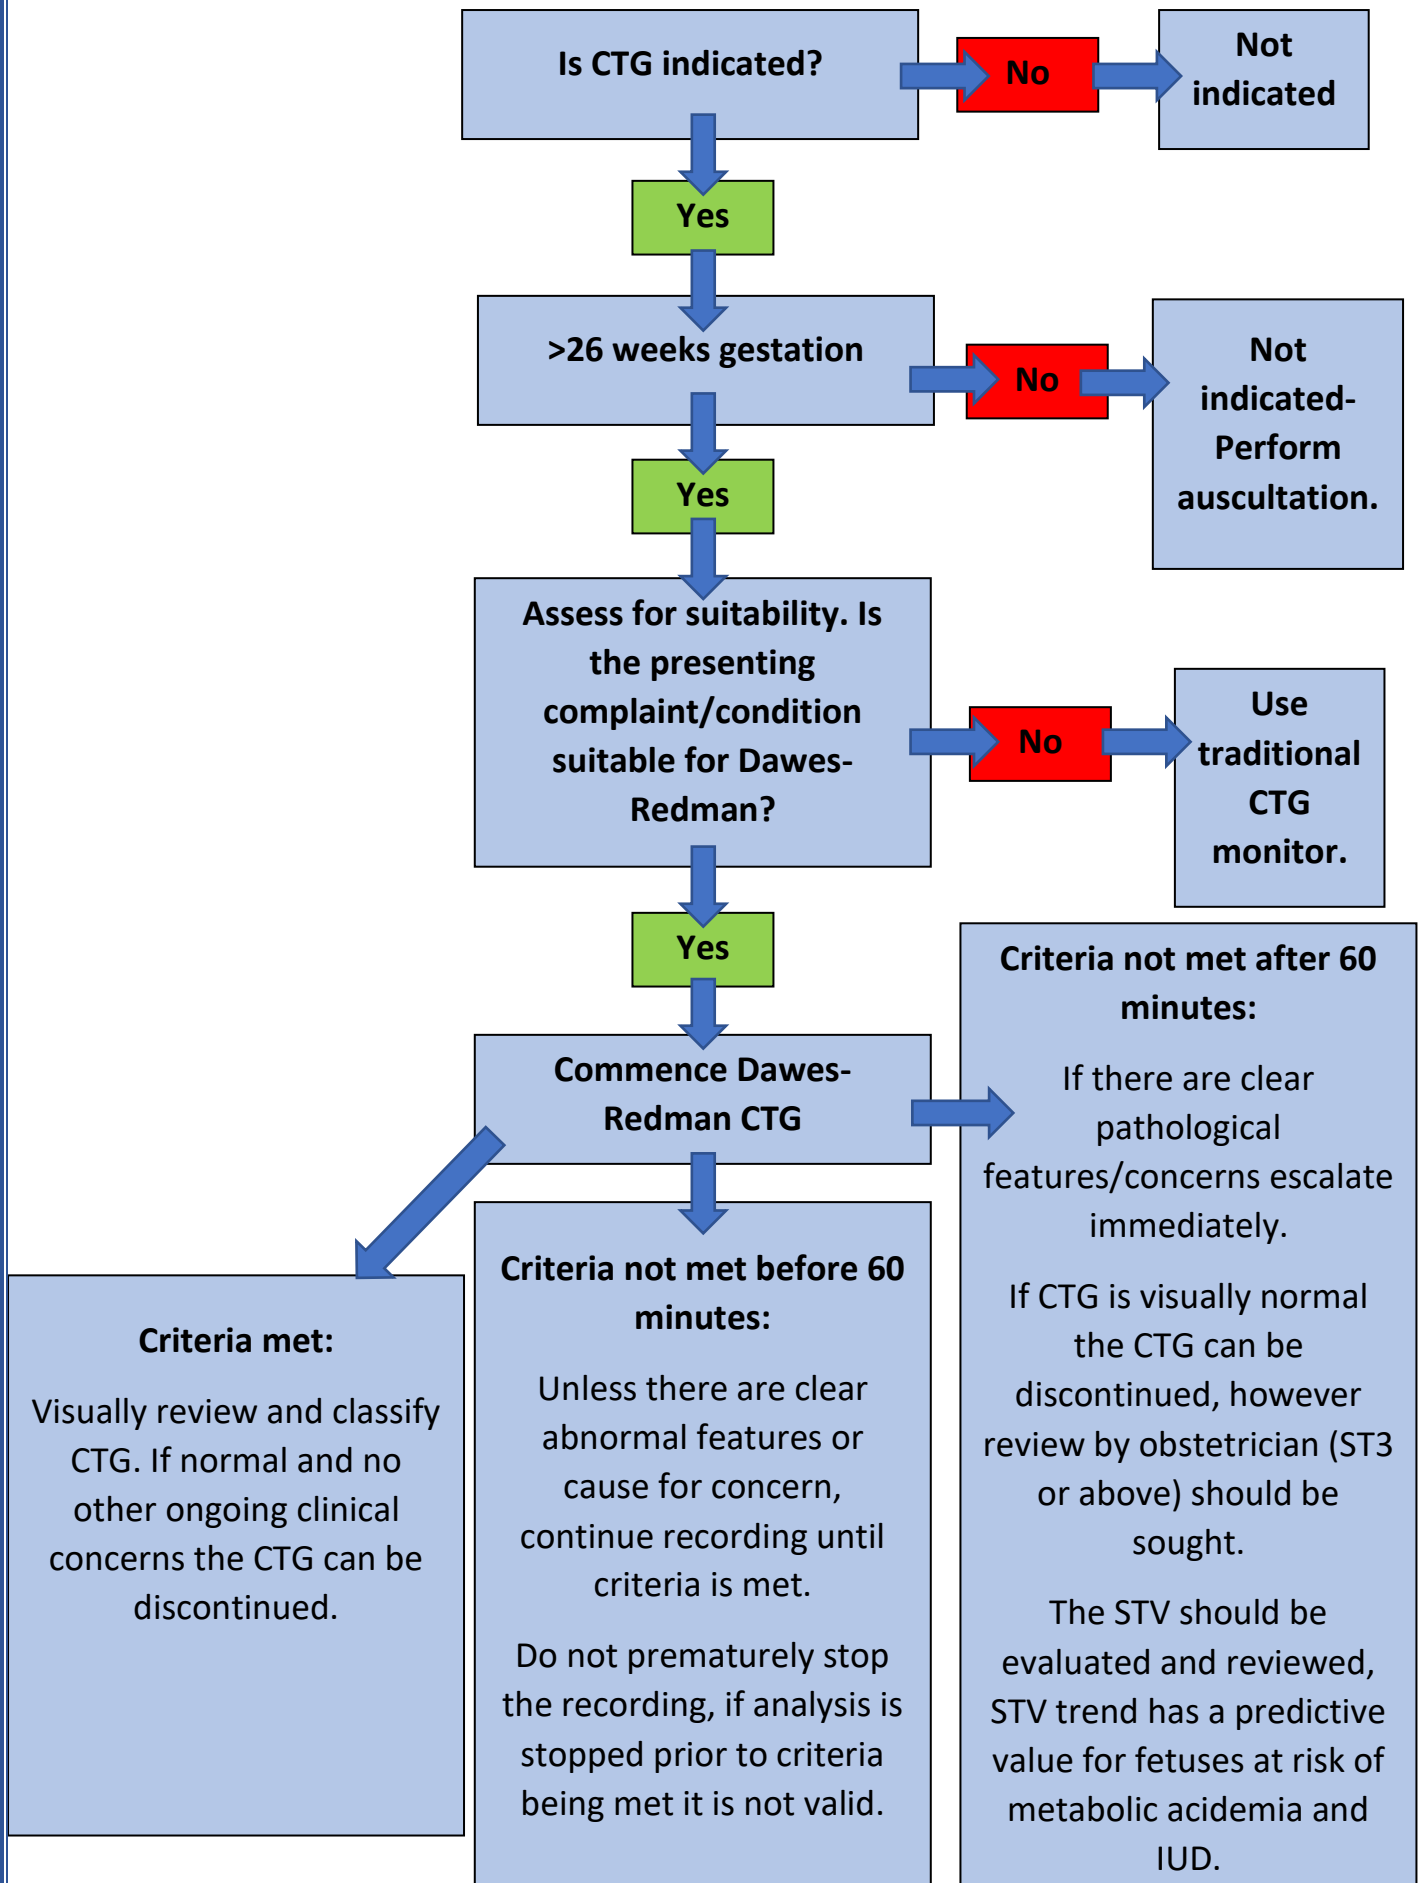 Is CTG indicated?
No
Not
indicated
Yes
>26 weeks gestation
No
Not
indicated-
Perform
auscultation.
Yes
Assess for suitability. Is
the presenting
complaint/condition
suitable for Dawes-
Redman?
No
Use
traditional
CTG
monitor.
Yes
Commence Dawes-
Redman CTG
Criteria met:
Visually review and classify
CTG. If normal and no
other ongoing clinical
concerns the CTG can be
discontinued.
Criteria not met before 60
minutes:
Unless there are clear
abnormal features or
cause for concern,
continue recording until
criteria is met.
Do not prematurely stop
the recording, if analysis is
stopped prior to criteria
being met it is not valid.
Criteria not met after 60
minutes:
If there are clear
pathological
features/concerns escalate
immediately.
If CTG is visually normal
the CTG can be
discontinued, however
review by obstetrician (ST3
or above) should be
sought.
The STV should be
evaluated and reviewed,
STV trend has a predictive
value for fetuses at risk of
metabolic acidemia and
IUD.